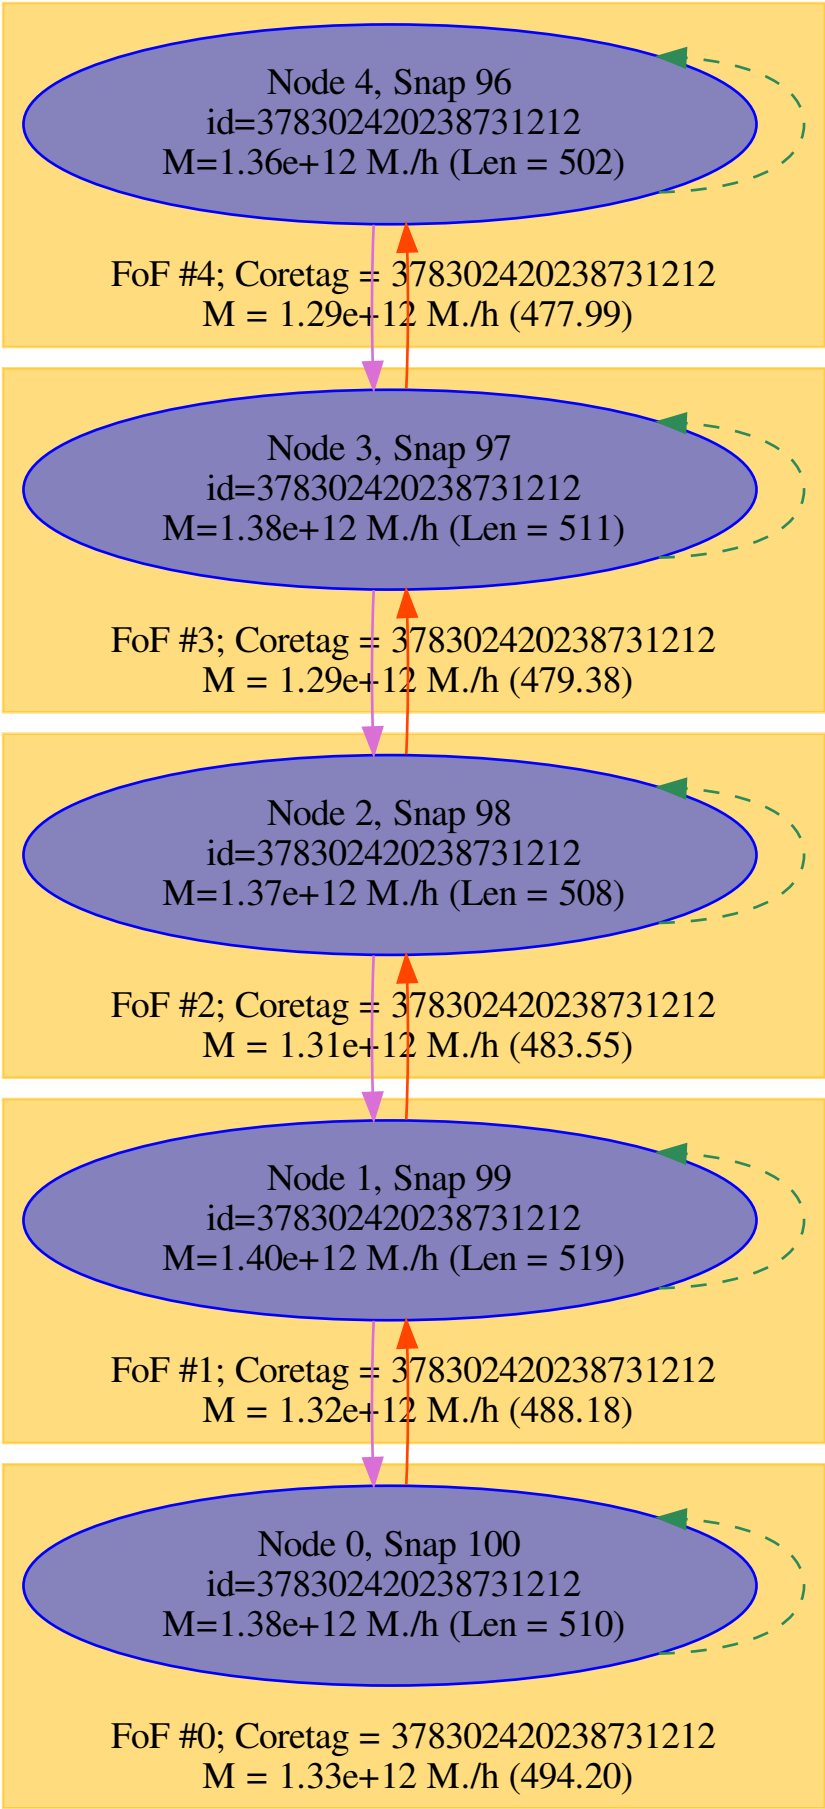 Node 4, Snap 96
id=378302420238731212
M=1.36e+12 M./h (Len = 502)
FoF #4; Coretag = 378302420238731212
M = 1.29e+12 M./h (477.99)
Node 3, Snap 97
id=378302420238731212
M=1.38e+12 M./h (Len = 511)
FoF #3; Coretag = 378302420238731212
M = 1.29e+12 M./h (479.38)
Node 2, Snap 98
id=378302420238731212
M=1.37e+12 M./h (Len = 508)
FoF #2; Coretag = 378302420238731212
M = 1.31e+12 M./h (483.55)
Node 1, Snap 99
id=378302420238731212
M=1.40e+12 M./h (Len = 519)
FoF #1; Coretag = 378302420238731212
M = 1.32e+12 M./h (488.18)
Node 0, Snap 100
id=378302420238731212
M=1.38e+12 M./h (Len = 510)
FoF #0; Coretag = 378302420238731212
M = 1.33e+12 M./h (494.20)